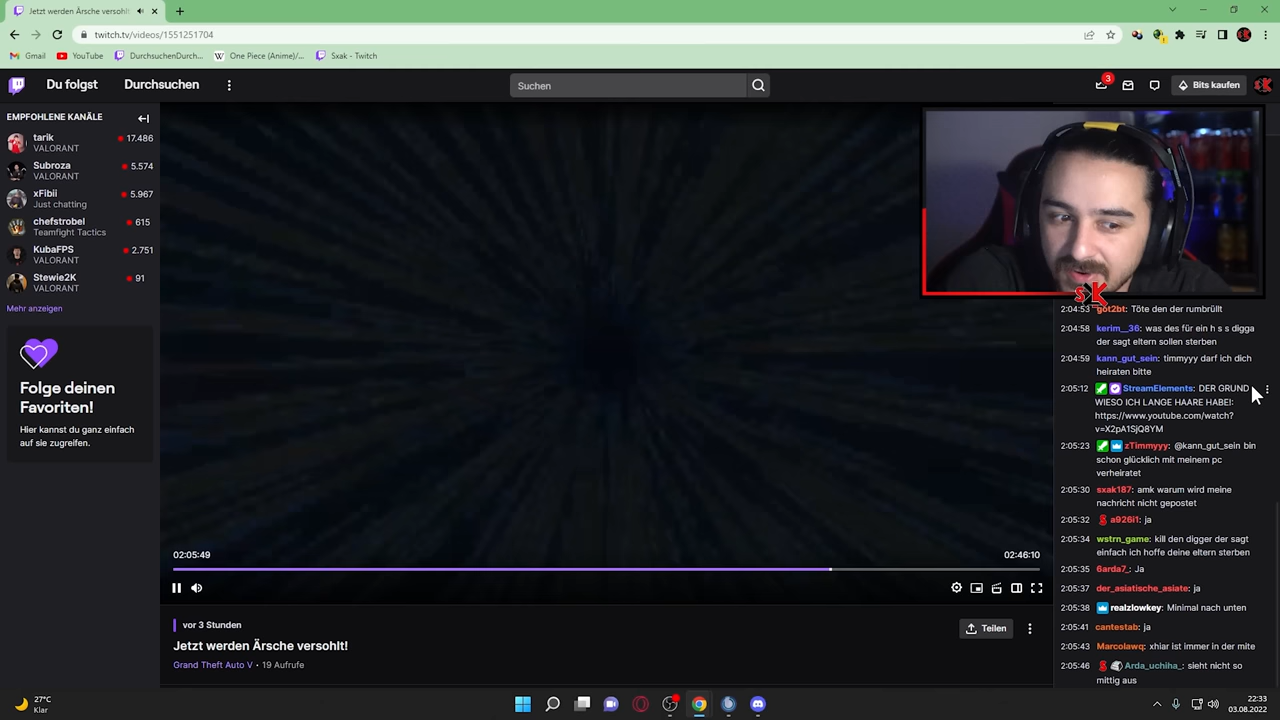 Jetzt werden Ärsche versohlt!
twitch.tv/videos/1551251704
Gmail
YouTube
DurchsuchenDurch...
One Piece (Anime)/...
Sxak - Twitch
Du folgst
Durchsuchen
Suchen
3
Bits kaufen
EMPFOHLENE KANÄLE
tarik
17.486
VALORANT
Subroza
5.574
VALORANT
xFibii
5.967
Just chatting
chefstrobel
615
Teamfight Tactics
KubaFPS
2.751
VALORANT
Stewie2K
91
VALORANT
Mehr anzeigen
Folge deinen
Favoriten!
Hier kannst du ganz einfach
auf sie zugreifen.
sK
2:04:53 got2bt: Töte den der rumbrüllt
2:04:58 kerim__36: was des für ein h s s digga
der sagt eltern sollen sterben
2:04:59 kann_gut_sein: timmyyy darf ich dich
heiraten bitte
2:05:12 StreamElements: DER GRUND
WIESO ICH LANGE HAARE HABE!:
https://www.youtube.com/watch?
v=X2pA1SjQ8YM
2:05:23 zTimmyyy: @kann_gut_sein bin
schon glücklich mit meinem pc
verheiratet
2:05:30 sxak187: amk warum wird meine
nachricht nicht gepostet
2:05:32 a926i1: ja
2:05:34 wstrn_game: kill den digger der sagt
einfach ich hoffe deine eltern sterben
2:05:35 6arda7_: Ja
2:05:37 der_asiatische_asiate: ja
2:05:38 realzlowkey: Minimal nach unten
2:05:41 cantestab: ja
2:05:43 Marcolawq: xhiar ist immer in der mite
2:05:46 Arda_uchiha_: sieht nicht so
mittig aus
02:05:49
02:46:10
vor 3 Stunden
Jetzt werden Ärsche versohlt!
Grand Theft Auto V • 19 Aufrufe
Teilen
27°C
Klar
22:33
03.08.2022